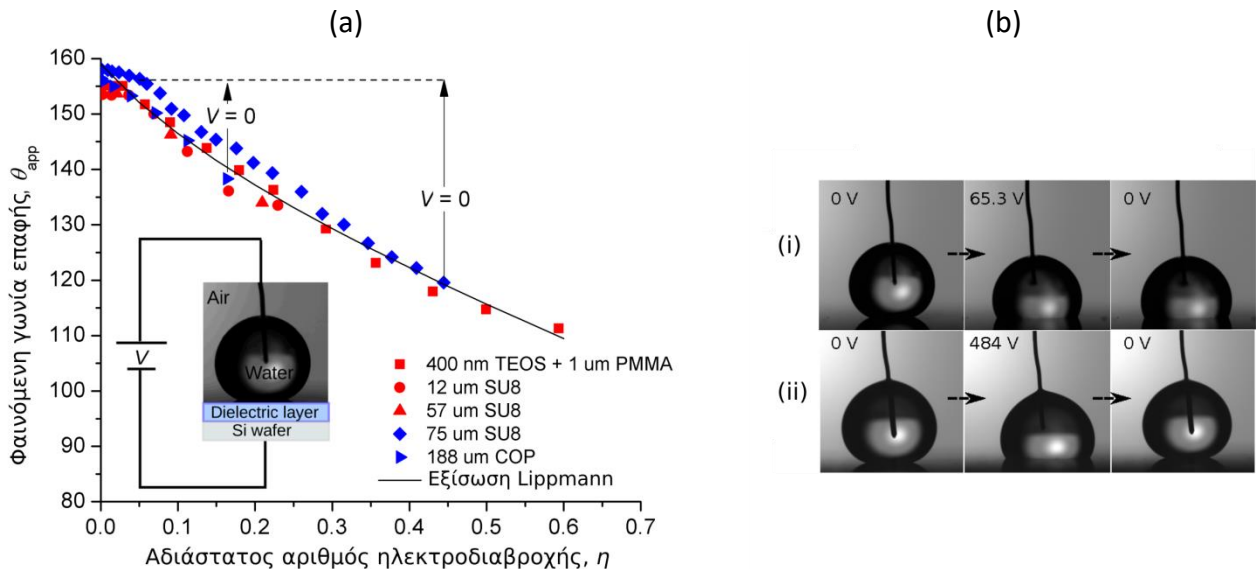 (a)
(b)
160
150
140
130
120
110
100
90
80
Φαινόμενη γωνία επαφής, θapp
V = 0
V = 0
V
Air
Water
Dielectric layer
Si wafer
400 nm TEOS + 1 um PMMA
12 um SU8
57 um SU8
75 um SU8
188 um COP
Εξίσωση Lippmann
0.0 0.1 0.2 0.3 0.4 0.5 0.6 0.7
Αδιάστατος αριθμός ηλεκτροδιαβροχής, η
(i)
0 V 65.3 V 0 V
(ii)
0 V 484 V 0 V